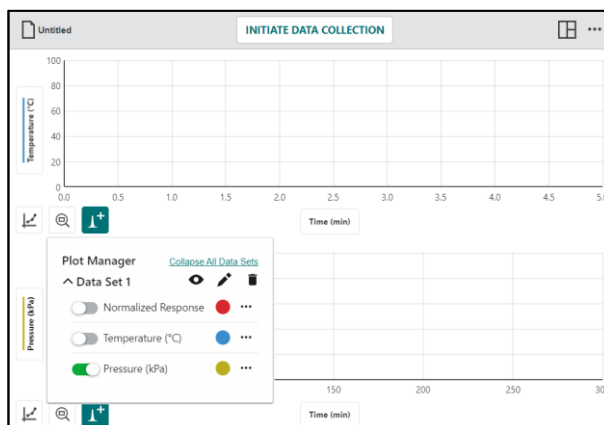 Untitled
INITIATE DATA COLLECTION
Temperature (°C)
100
80
60
40
20
0
0.0 0.5 1.0 1.5 2.0 2.5 3.0 3.5 4.0 4.5 5.
Time (min)
Plot Manager
Collapse All Data Sets
Data Set 1
Normalized Response
Temperature (°C)
Pressure (kPa)
Pressure (kPa)
150 200 250 30
Time (min)